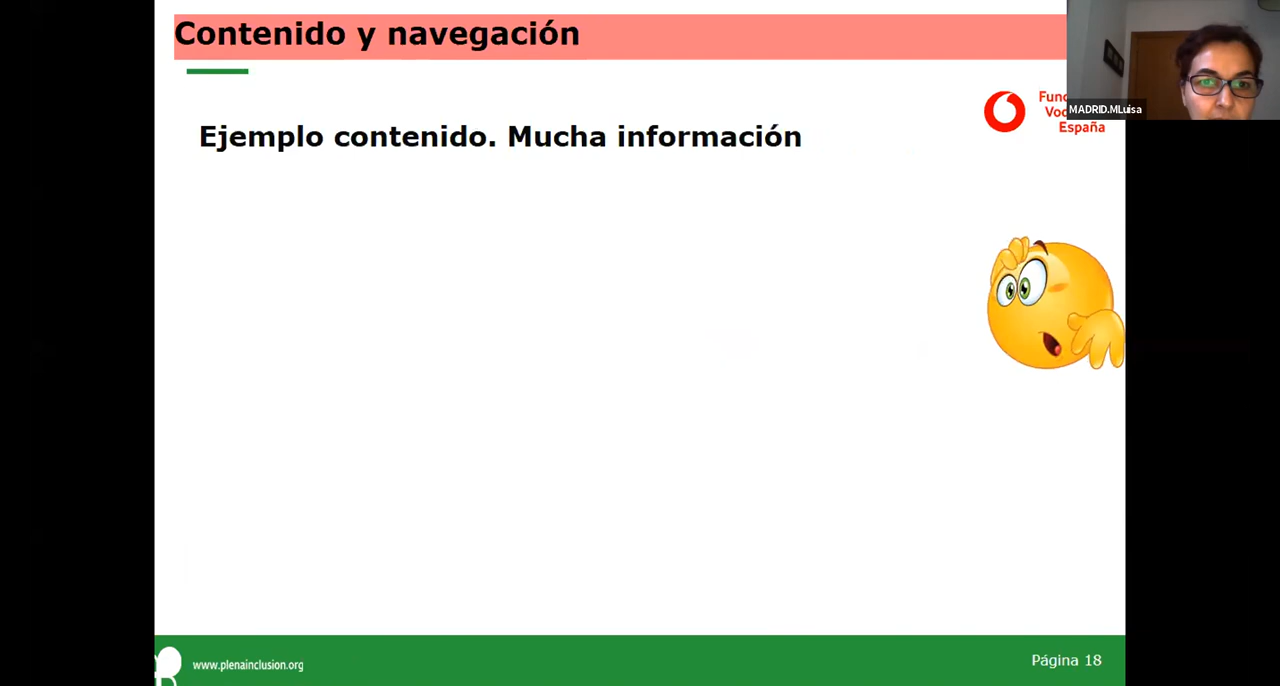 Contenido y navegación
MADRID.MLuisa
España
Ejemplo contenido. Mucha información
www.plenainclusion.org
Página 18